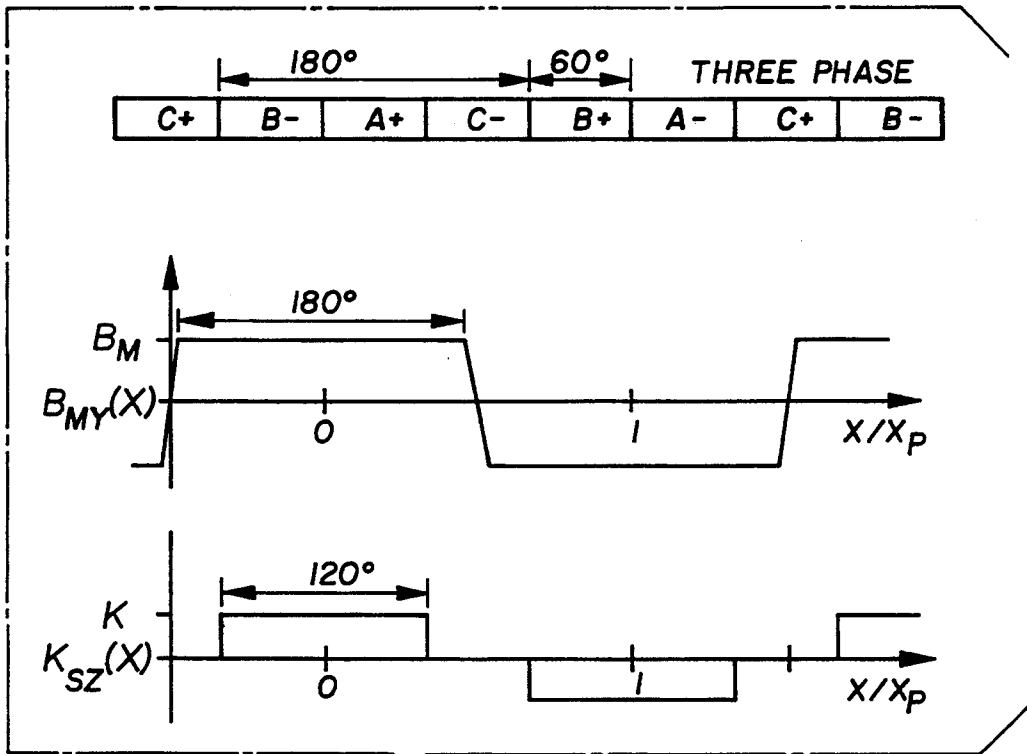 180° 60° THREE PHASE
C+ B- A+ C- B+ A- C+ B-
180°
B_M
B_MY(X)
0 1 X/X_P
120°
K
K_SZ(X)
0 1 X/X_P